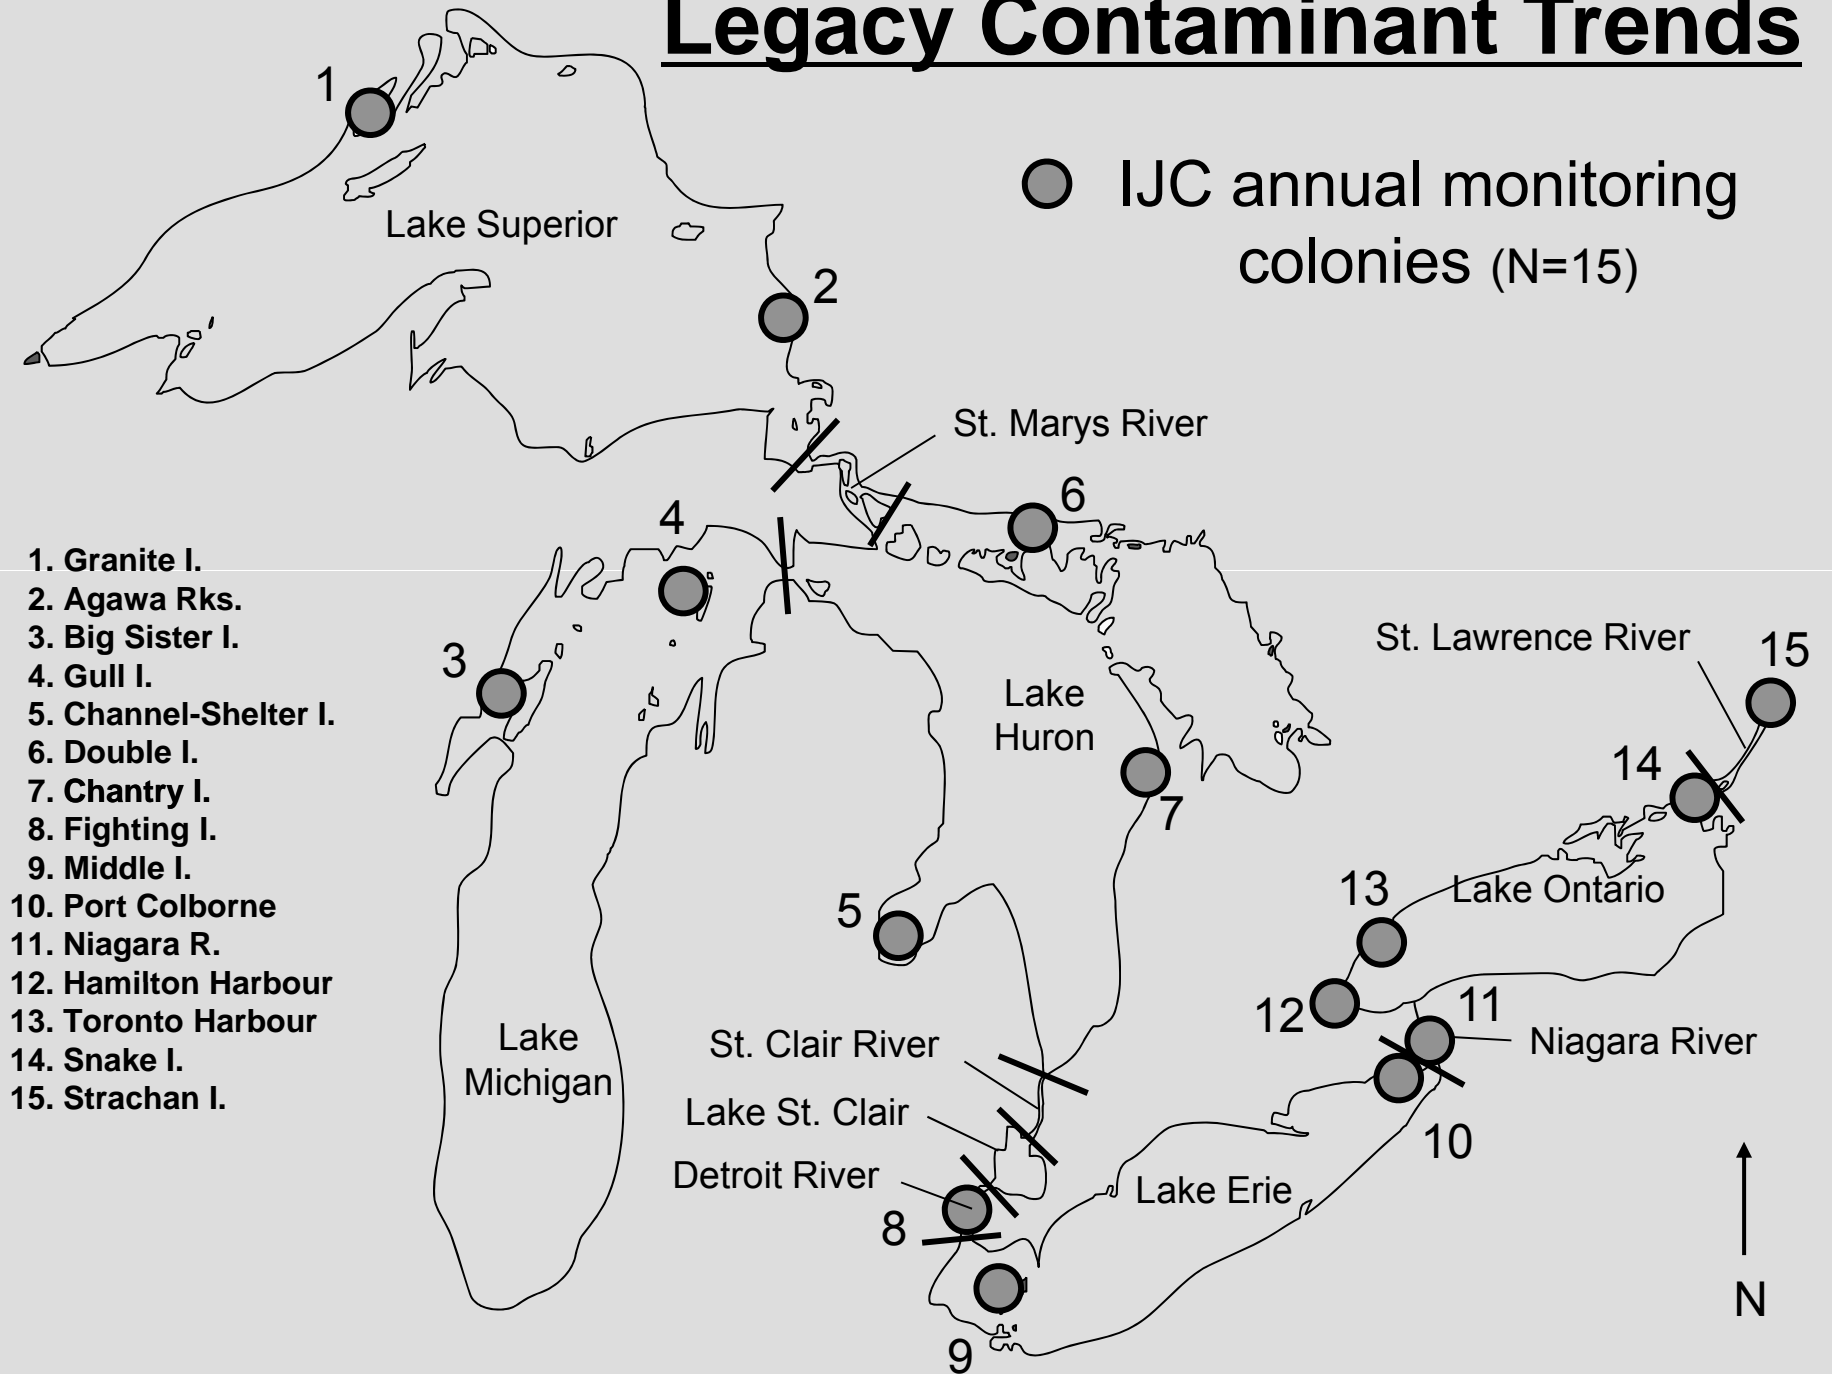 Legacy Contaminant Trends
IJC annual monitoring
colonies (N=15)
1
Lake Superior
2
St. Marys River
6
4
3
1. Granite I.
2. Agawa Rks.
3. Big Sister I.
4. Gull I.
5. Channel-Shelter I.
6. Double I.
7. Chantry I.
8. Fighting I.
9. Middle I.
10. Port Colborne
11. Niagara R.
12. Hamilton Harbour
13. Toronto Harbour
14. Snake I.
15. Strachan I.
St. Lawrence River
15
Lake
Huron
14
7
13
Lake Ontario
5
12
11
Niagara River
Lake
Michigan
St. Clair River
Lake St. Clair
Detroit River
10
Lake Erie
8
9
N